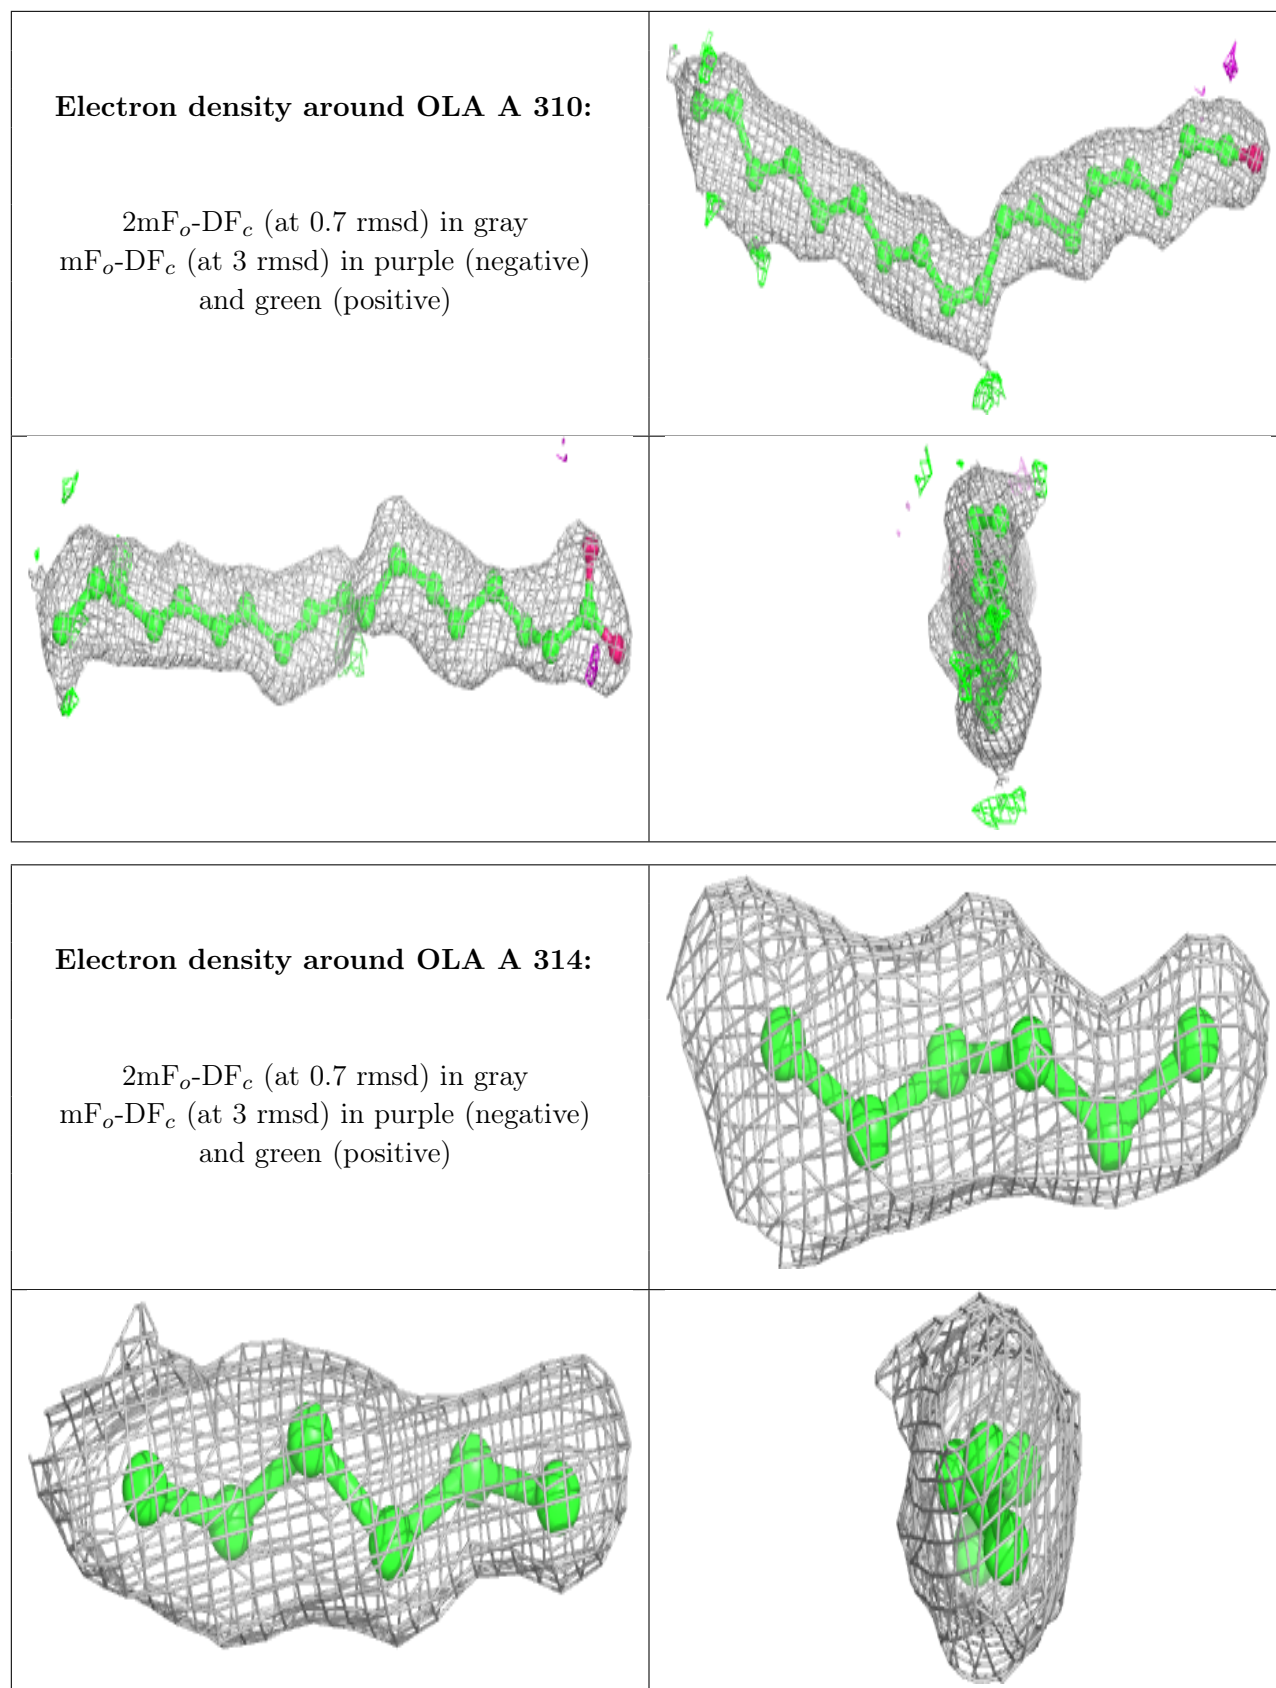 Electron density around OLA A 310:
2mFo-DFc (at 0.7 rmsd) in gray
mFo-DFc (at 3 rmsd) in purple (negative)
and green (positive)
Electron density around OLA A 314:
2mFo-DFc (at 0.7 rmsd) in gray
mFo-DFc (at 3 rmsd) in purple (negative)
and green (positive)